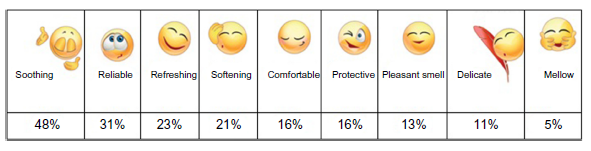 Soothing Reliable Refreshing Softening Comfortable Protective Pleasant smell Delicate Mellow
48% 31% 23% 21% 16% 16% 13% 11% 5%